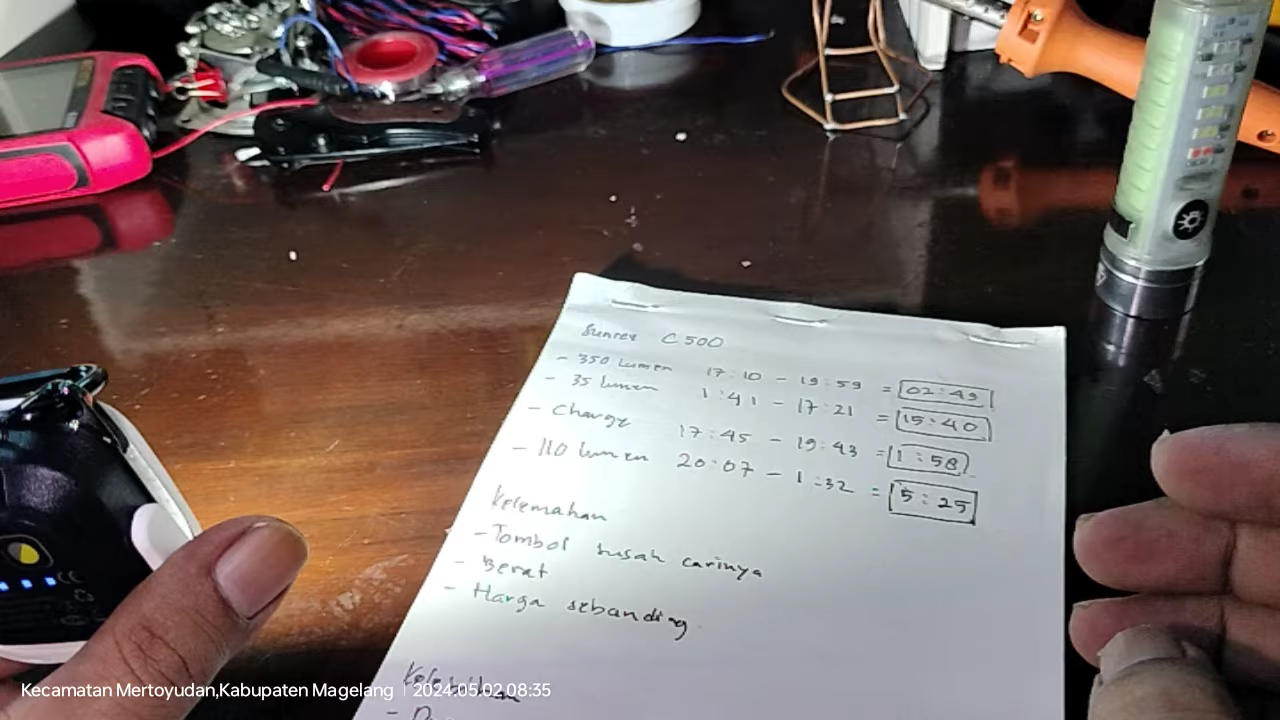 Sunrei C500
- 350 Lumen 17:10 - 19:59 = 02:49
- 35 lumen 1:41 - 17:21 = 15:40
- Charge 17:45 - 19:43 = 1:58
- 110 lumen 20:07 - 1:32 = 5:25
Kelemahan
- Tombol susah carinya
- Berat
- Harga sebanding
Kelebihan
Kecamatan Mertoyudan,Kabupaten Magelang | 2024.05.02 08:35